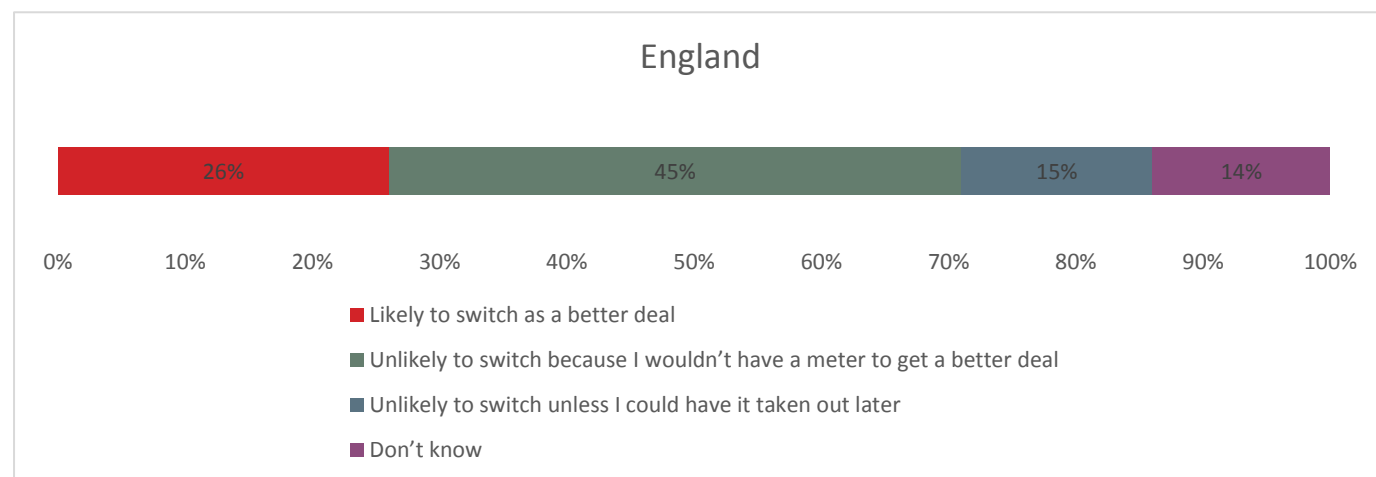 England
26% 45% 15% 14%
0% 10% 20% 30% 40% 50% 60% 70% 80% 90% 100%
Likely to switch as a better deal
Unlikely to switch because I wouldn’t have a meter to get a better deal
Unlikely to switch unless I could have it taken out later
Don’t know